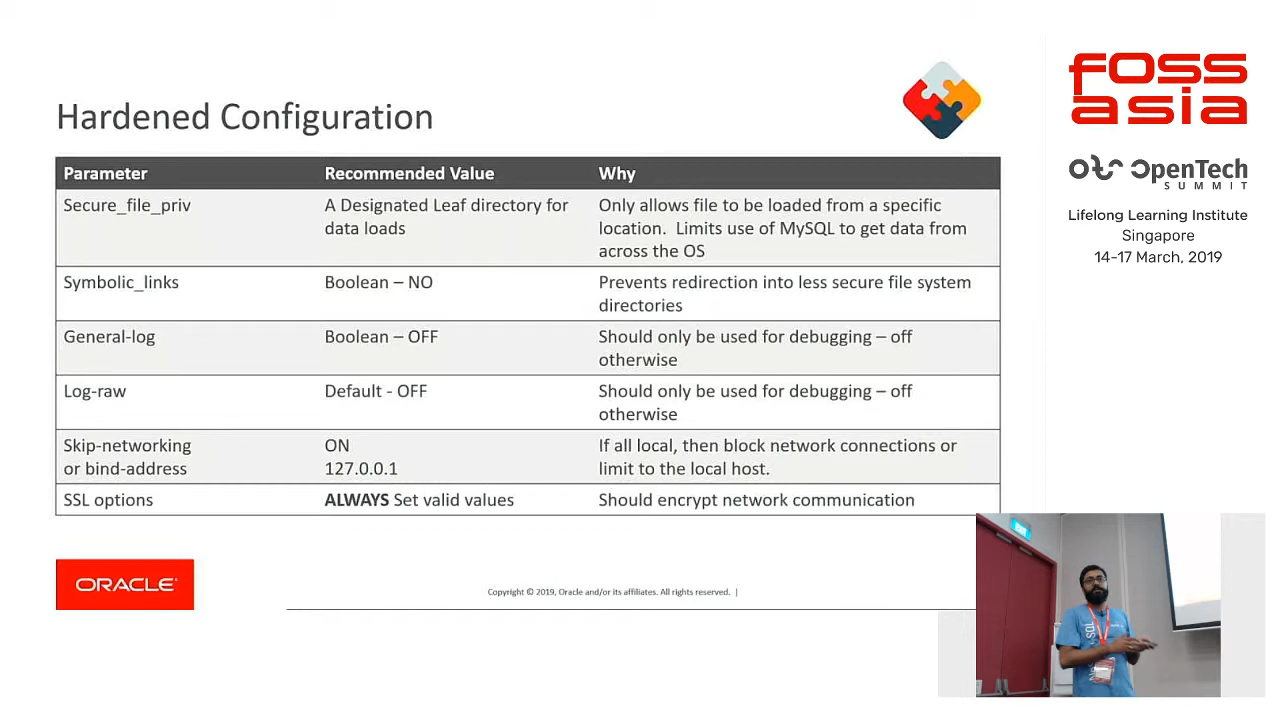 Hardened Configuration
Parameter
Recommended Value
Why
Secure_file_priv
A Designated Leaf directory for
data loads
Only allows file to be loaded from a specific
location. Limits use of MySQL to get data from
across the OS
Symbolic_links
Boolean – NO
Prevents redirection into less secure file system
directories
General-log
Boolean – OFF
Should only be used for debugging – off
otherwise
Log-raw
Default - OFF
Should only be used for debugging – off
otherwise
Skip-networking
or bind-address
ON
127.0.0.1
If all local, then block network connections or
limit to the local host.
SSL options
ALWAYS Set valid values
Should encrypt network communication
ORACLE
Copyright © 2019, Oracle and/or its affiliates. All rights reserved. |
FOSS
asia
OpenTech
SUMMIT
Lifelong Learning Institute
Singapore
14-17 March, 2019